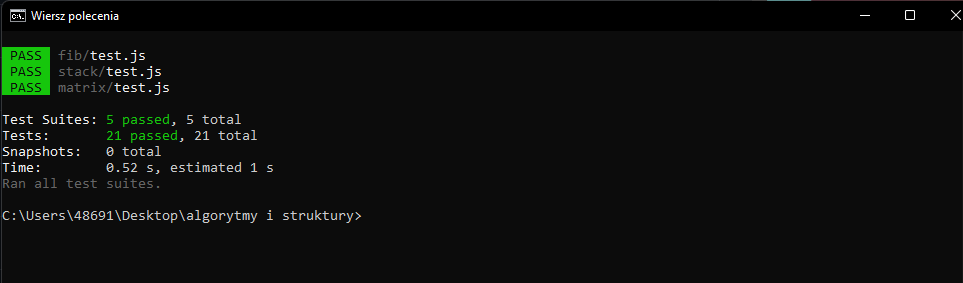 Wiersz polecenia
PASS fib/test.js
PASS stack/test.js
PASS matrix/test.js
Test Suites: 5 passed, 5 total
Tests:       21 passed, 21 total
Snapshots:   0 total
Time:        0.52 s, estimated 1 s
Ran all test suites.
C:\Users\48691\Desktop\algorytmy i struktury>